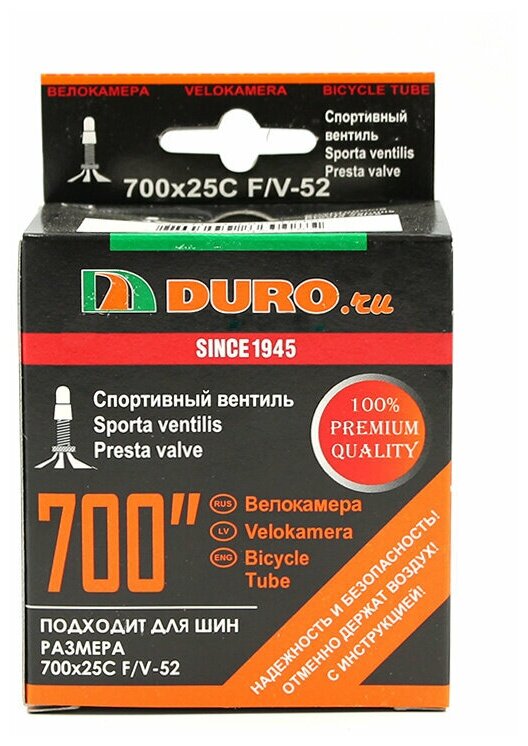 ВЕЛОКАМЕРА VELOKAMERA BICYCLE TUBE
Спортивный
вентиль
Sporta ventilis
Presta valve
700x25C F/V-52
DURO.ru
SINCE 1945
Спортивный вентиль
Sporta ventilis
Presta valve
100%
PREMIUM
QUALITY
700"
RUS Велокамера
LV Velokamera
ENG Bicycle
Tube
ПОДХОДИТ ДЛЯ ШИН
РАЗМЕРА
700x25C F/V-52
НАДЕЖНОСТЬ И БЕЗОПАСНОСТЬ!
ОТМЕННО ДЕРЖАТ ВОЗДУХ!
С ИНСТРУКЦИЕЙ!